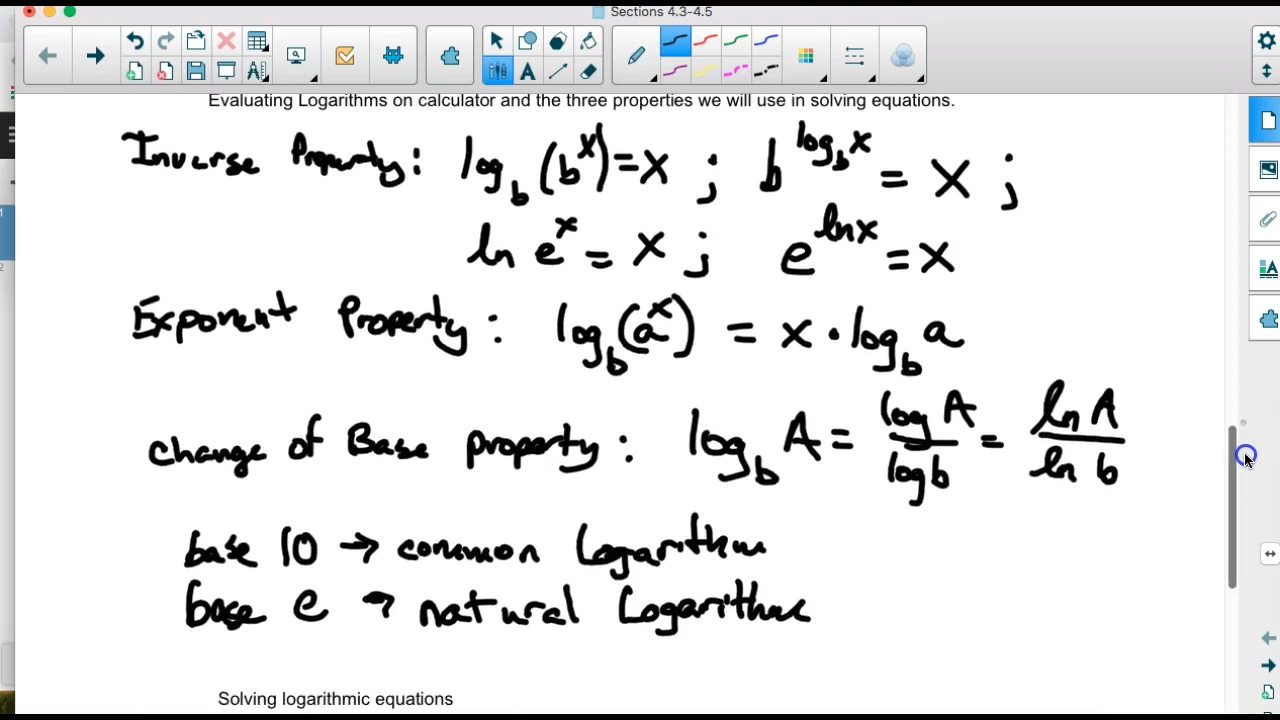 Sections 4.3-4.5
Evaluating Logarithms on calculator and the three properties we will use in solving equations.
Inverse Property: log_b (b^x) = x ; b^(log_b x) = x ;
ln e^x = x ; e^(ln x) = x
Exponent Property: log_b (a^x) = x · log_b a
Change of Base property: log_b A = log A / log b = ln A / ln b
base 10 → common Logarithm
base e → natural Logarithm
Solving logarithmic equations